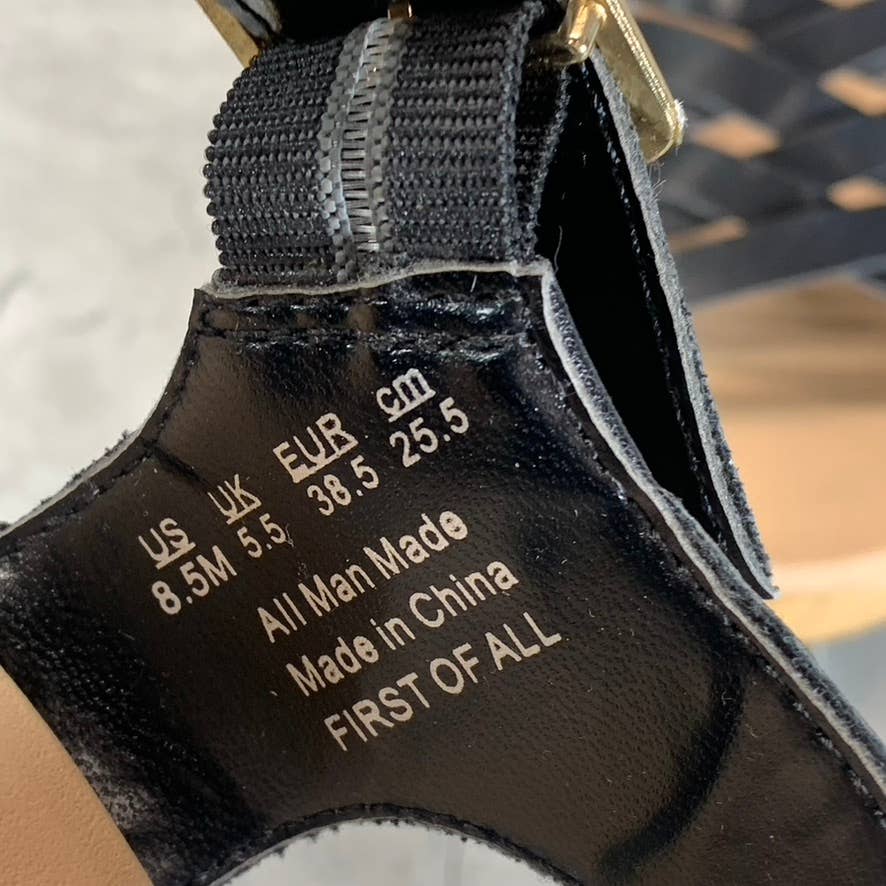 US UK EUR cm
8.5M 5.5 38.5 25.5
All Man Made
Made in China
FIRST OF ALL